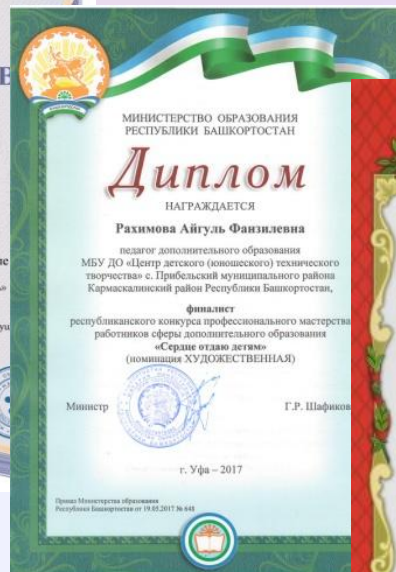 МИНИСТЕРСТВО ОБРАЗОВАНИЯ
РЕСПУБЛИКИ БАШКОРТОСТАН
Диплом
НАГРАЖДАЕТСЯ
Рахимова Айгуль Фанзилевна
педагог дополнительного образования
МБУ ДО «Центр детского (юношеского) технического
творчества» с. Прибельский муниципального района
Кармаскалинский район Республики Башкортостан,
финалист
республиканского конкурса профессионального мастерства
работников сферы дополнительного образования
«Сердце отдаю детям»
(номинация ХУДОЖЕСТВЕННАЯ)
Министр Г.Р. Шафиков
г. Уфа – 2017
Приказ Министерства образования
Республики Башкортостан от 19.05.2017 № 648